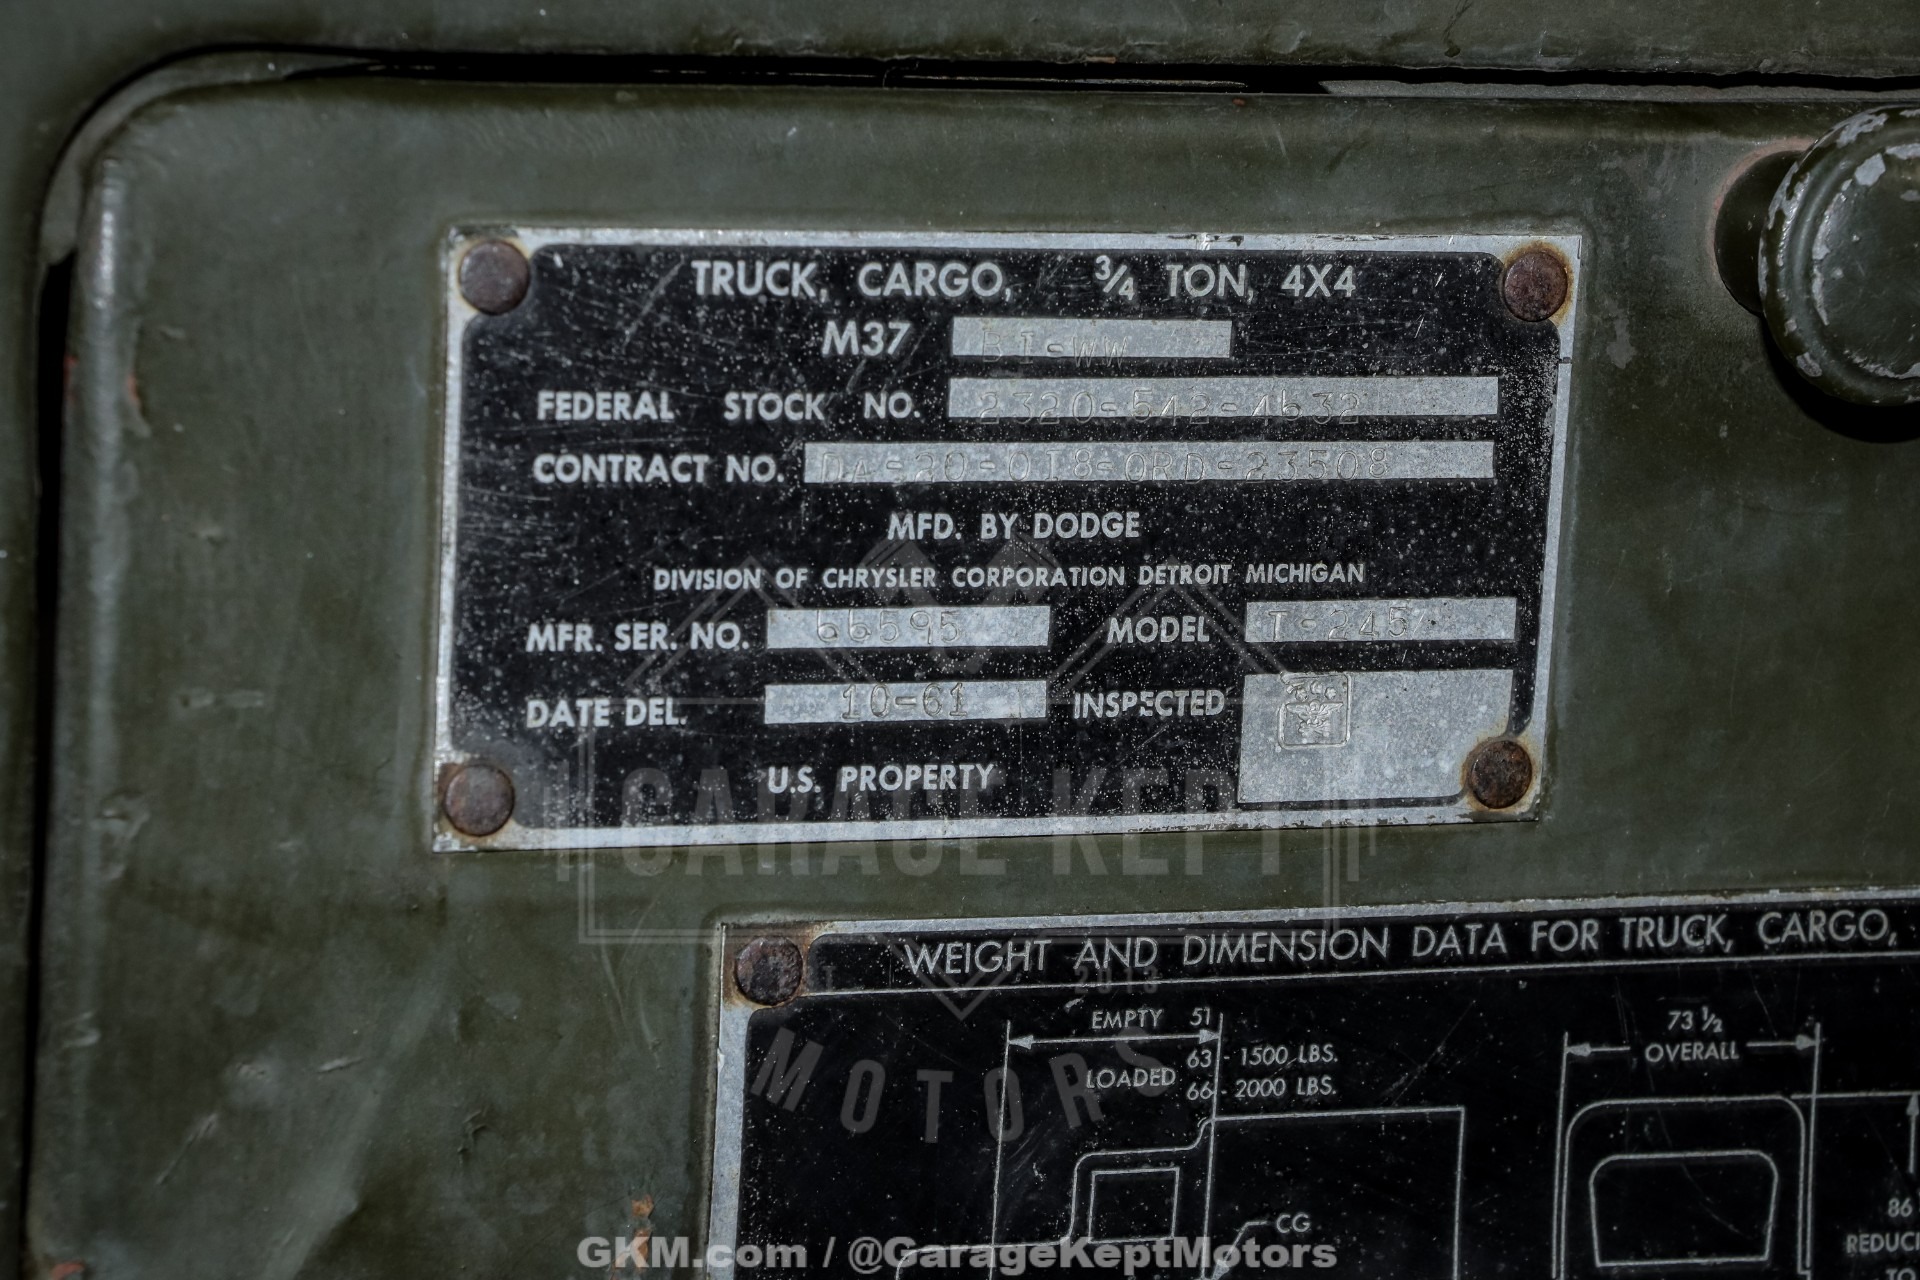 TRUCK, CARGO, 3/4 TON, 4X4
M37 BI-WW
FEDERAL STOCK NO. 2320-542-4632
CONTRACT NO. DA-20-018-ORD-23508
MFD. BY DODGE
DIVISION OF CHRYSLER CORPORATION DETROIT MICHIGAN
MFR. SER. NO. 66595 MODEL T-245
DATE DEL. 10-61 INSPECTED
U.S. PROPERTY
GARAGE KEPT
EST. 2013
MOTORS
WEIGHT AND DIMENSION DATA FOR TRUCK, CARGO,
EMPTY 51
LOADED 63 - 1500 LBS.
66 - 2000 LBS.
73 1/2
OVERALL
CG
86
GKM.com / @GarageKeptMotors